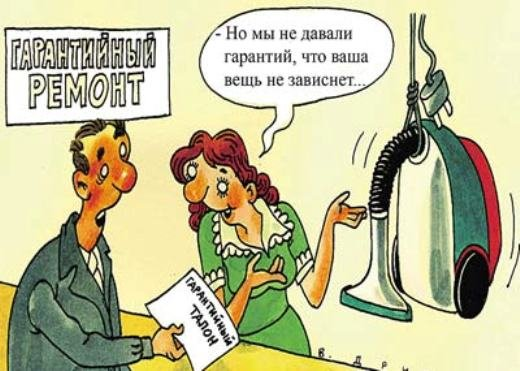 ГАРАНТИЙНЫЙ
РЕМОНТ
- Но мы не давали
гарантий, что ваша
вещь не зависнет...
ГАРАНТИЙНЫЙ
ТАЛОН